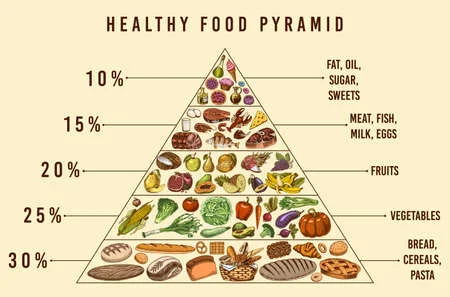 HEALTHY FOOD PYRAMID
10%
FAT, OIL,
SUGAR,
SWEETS
15%
MEAT, FISH,
MILK, EGGS
20%
FRUITS
25%
VEGETABLES
30%
BREAD,
CEREALS,
PASTA